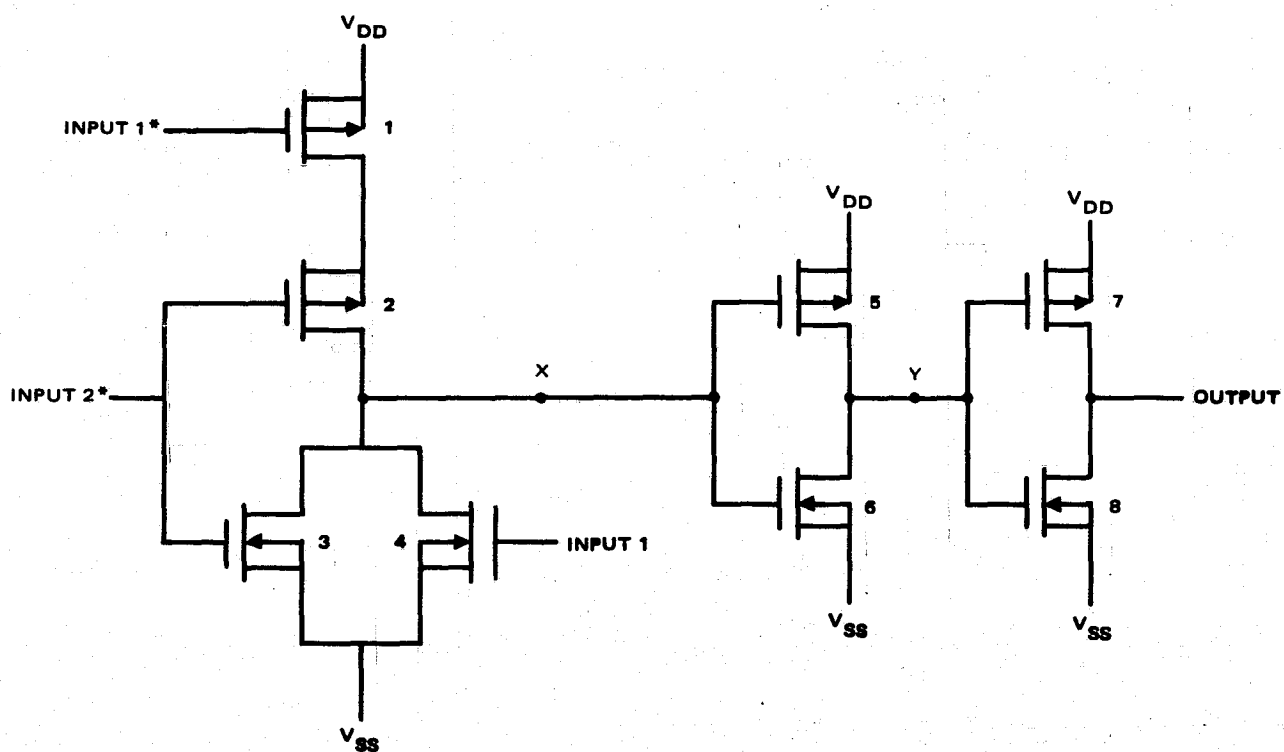 VDD
INPUT 1*
1
VDD
VDD
2
5
7
INPUT 2*
X
Y
OUTPUT
3
4
INPUT 1
6
8
VSS
VSS
VSS